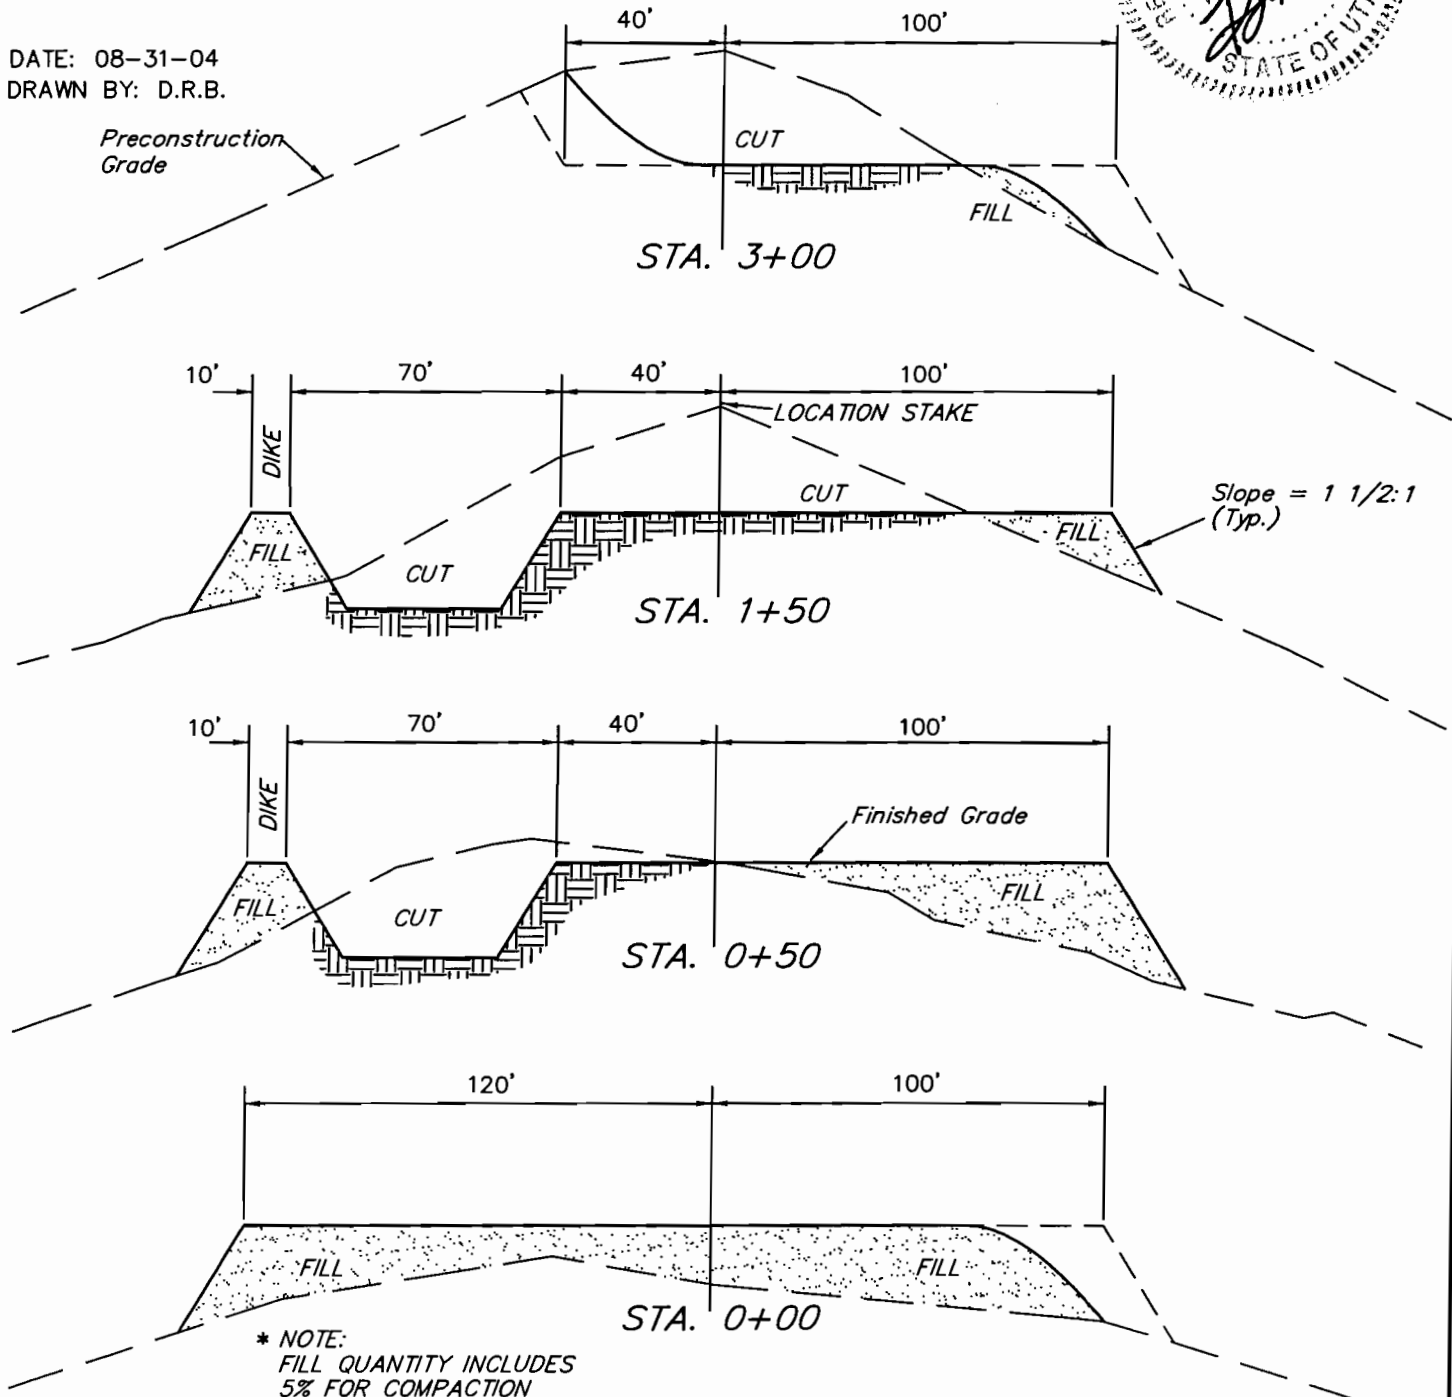 40'
100'
STATE OF UT
DATE: 08-31-04
DRAWN BY: D.R.B.
Preconstruction
Grade
CUT
FILL
STA. 3+00
10'
70'
40'
100'
DIKE
LOCATION STAKE
CUT
Slope = 1 1/2:1
(Typ.)
FILL
CUT
FILL
STA. 1+50
10'
70'
40'
100'
DIKE
Finished Grade
FILL
CUT
FILL
STA. 0+50
120'
100'
FILL
FILL
STA. 0+00
* NOTE:
FILL QUANTITY INCLUDES
5% FOR COMPACTION